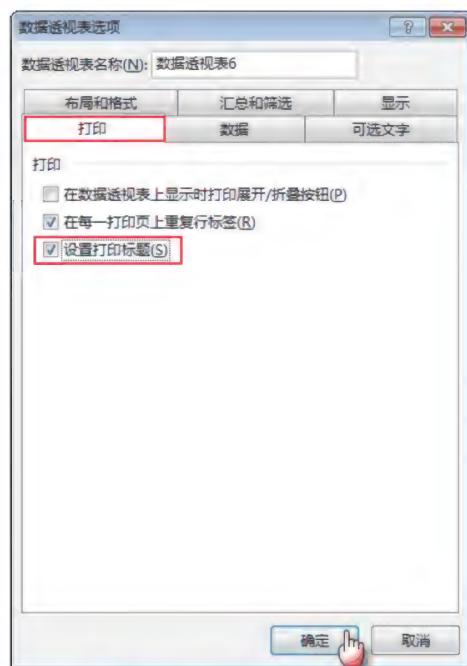 数据透视表选项
数据透视表名称(N): 数据透视表6
布局和格式 汇总和筛选 显示
打印 数据 可选文字
打印
在数据透视表上显示时打印展开/折叠按钮(P)
在每一打印页上重复行标签(R)
设置打印标题(S)
确定 取消